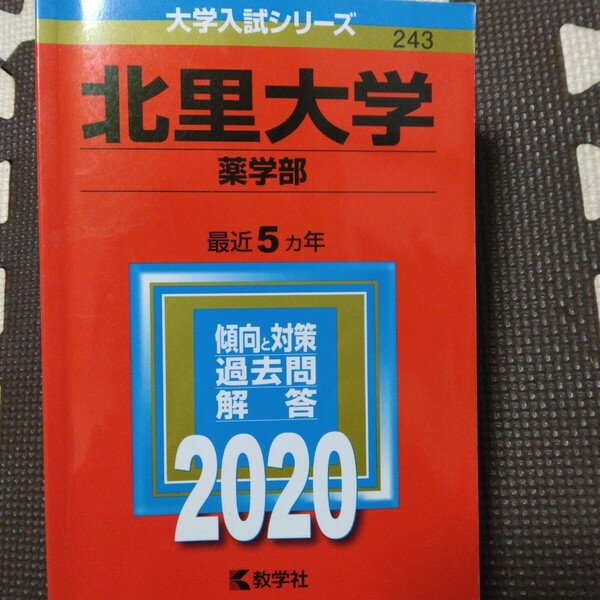 大学入試シリーズ
243
北里大学
薬学部
最近5カ年
傾向と対策
過去問
解答
2020
教学社